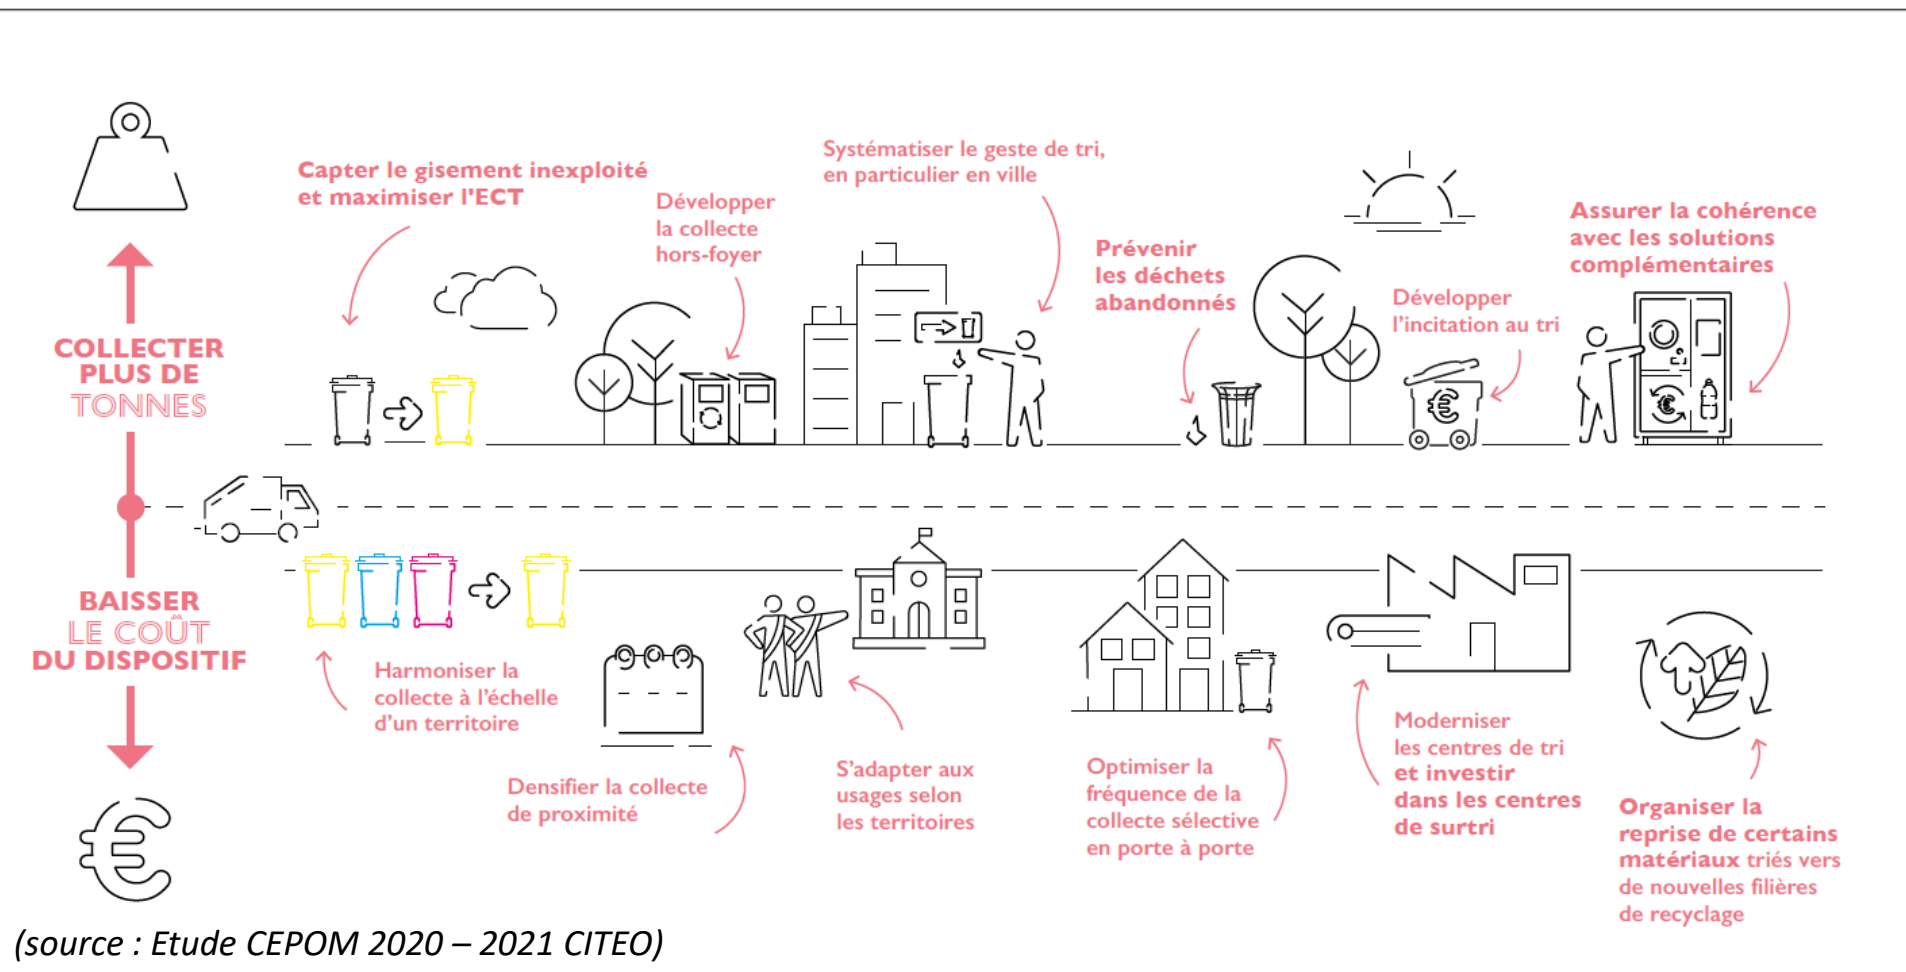 Capter le gisement inexploité
et maximiser l'ECT
Développer
la collecte
hors-foyer
Systématiser le geste de tri,
en particulier en ville
Prévenir
les déchets
abandonnés
Développer
l'incitation au tri
Assurer la cohérence
avec les solutions
complémentaires
COLLECTER
PLUS DE
TONNES
BAISSER
LE COÛT
DU DISPOSITIF
Harmoniser la
collecte à l'échelle
d'un territoire
Densifier la collecte
de proximité
S'adapter aux
usages selon
les territoires
Optimiser la
fréquence de la
collecte sélective
en porte à porte
Moderniser
les centres de tri
et investir
dans les centres
de surtri
Organiser la
reprise de certains
matériaux triés vers
de nouvelles filières
de recyclage
(source : Etude CEPOM 2020 – 2021 CITEO)